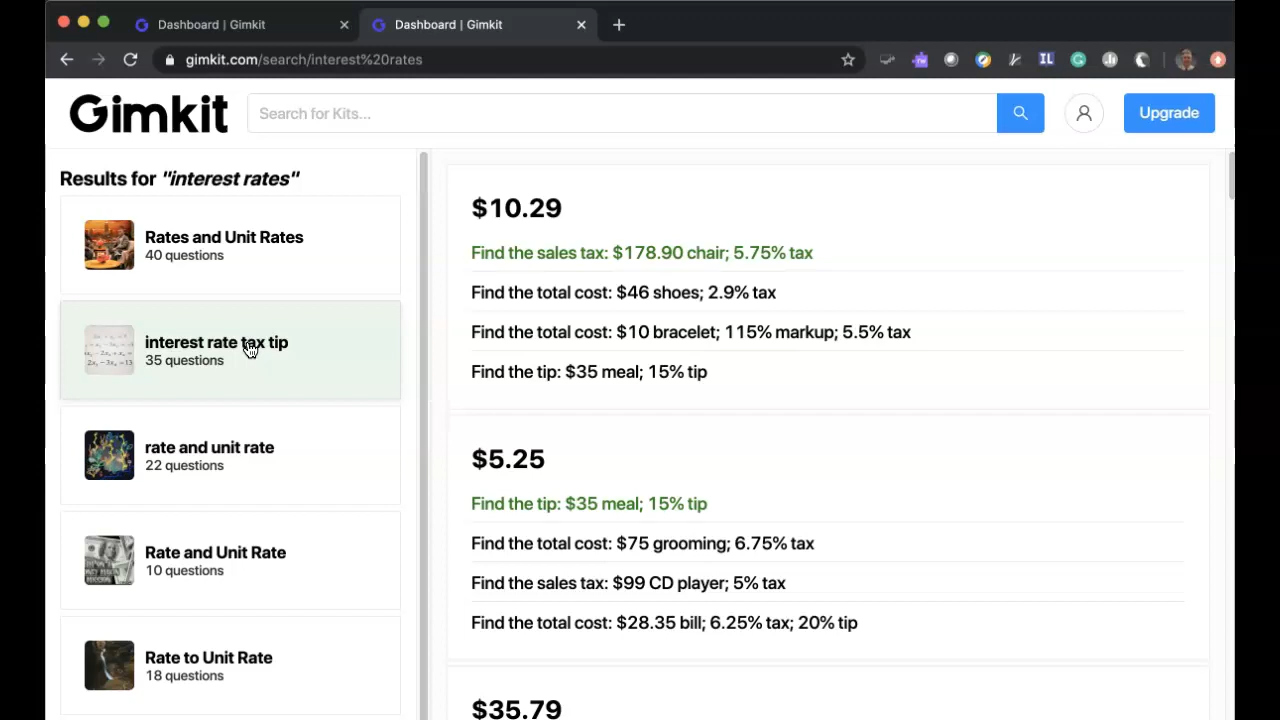 Dashboard | Gimkit
Dashboard | Gimkit
gimkit.com/search/interest%20rates
IL
Gimkit
Search for Kits...
Upgrade
Results for "interest rates"
Rates and Unit Rates
40 questions
interest rate tax tip
35 questions
rate and unit rate
22 questions
Rate and Unit Rate
10 questions
Rate to Unit Rate
18 questions
$10.29
Find the sales tax: $178.90 chair; 5.75% tax
Find the total cost: $46 shoes; 2.9% tax
Find the total cost: $10 bracelet; 115% markup; 5.5% tax
Find the tip: $35 meal; 15% tip
$5.25
Find the tip: $35 meal; 15% tip
Find the total cost: $75 grooming; 6.75% tax
Find the sales tax: $99 CD player; 5% tax
Find the total cost: $28.35 bill; 6.25% tax; 20% tip
$35.79